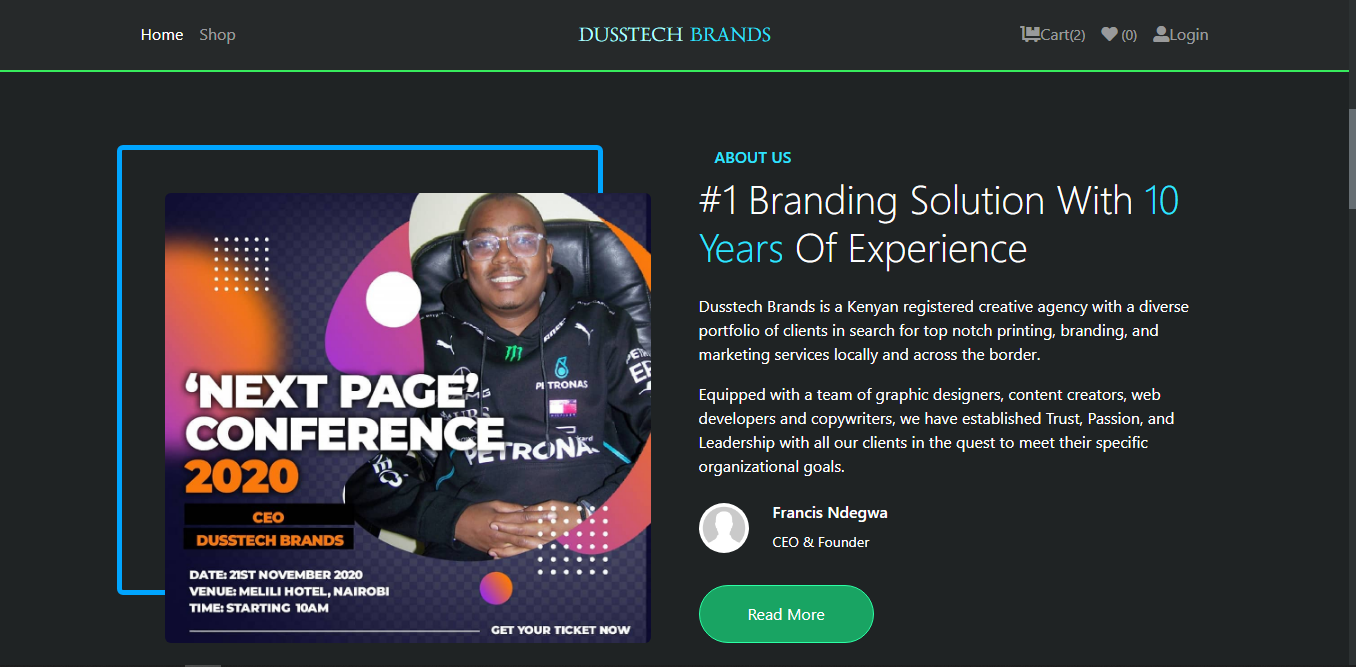 Home Shop
DUSSTECH BRANDS
Cart(2) (0) Login
ABOUT US
#1 Branding Solution With 10
Years Of Experience
Dusstech Brands is a Kenyan registered creative agency with a diverse
portfolio of clients in search for top notch printing, branding, and
marketing services locally and across the border.
Equipped with a team of graphic designers, content creators, web
developers and copywriters, we have established Trust, Passion, and
Leadership with all our clients in the quest to meet their specific
organizational goals.
Francis Ndegwa
CEO & Founder
Read More
PETRONAS
PETRONA
‘NEXT PAGE’
CONFERENCE
2020
CEO
DUSSTECH BRANDS
DATE: 21ST NOVEMBER 2020
VENUE: MELILI HOTEL, NAIROBI
TIME: STARTING 10AM
GET YOUR TICKET NOW